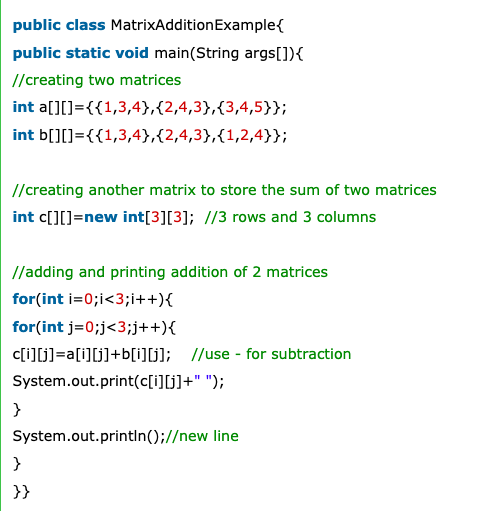 public class MatrixAdditionExample{
public static void main(String args[]){
//creating two matrices
int a[][]={{1,3,4},{2,4,3},{3,4,5}};
int b[][]={{1,3,4},{2,4,3},{1,2,4}};

//creating another matrix to store the sum of two matrices
int c[][]=new int[3][3];  //3 rows and 3 columns

//adding and printing addition of 2 matrices
for(int i=0;i<3;i++){
for(int j=0;j<3;j++){
c[i][j]=a[i][j]+b[i][j];    //use - for subtraction
System.out.print(c[i][j]+" ");
}
System.out.println();//new line
}
}}